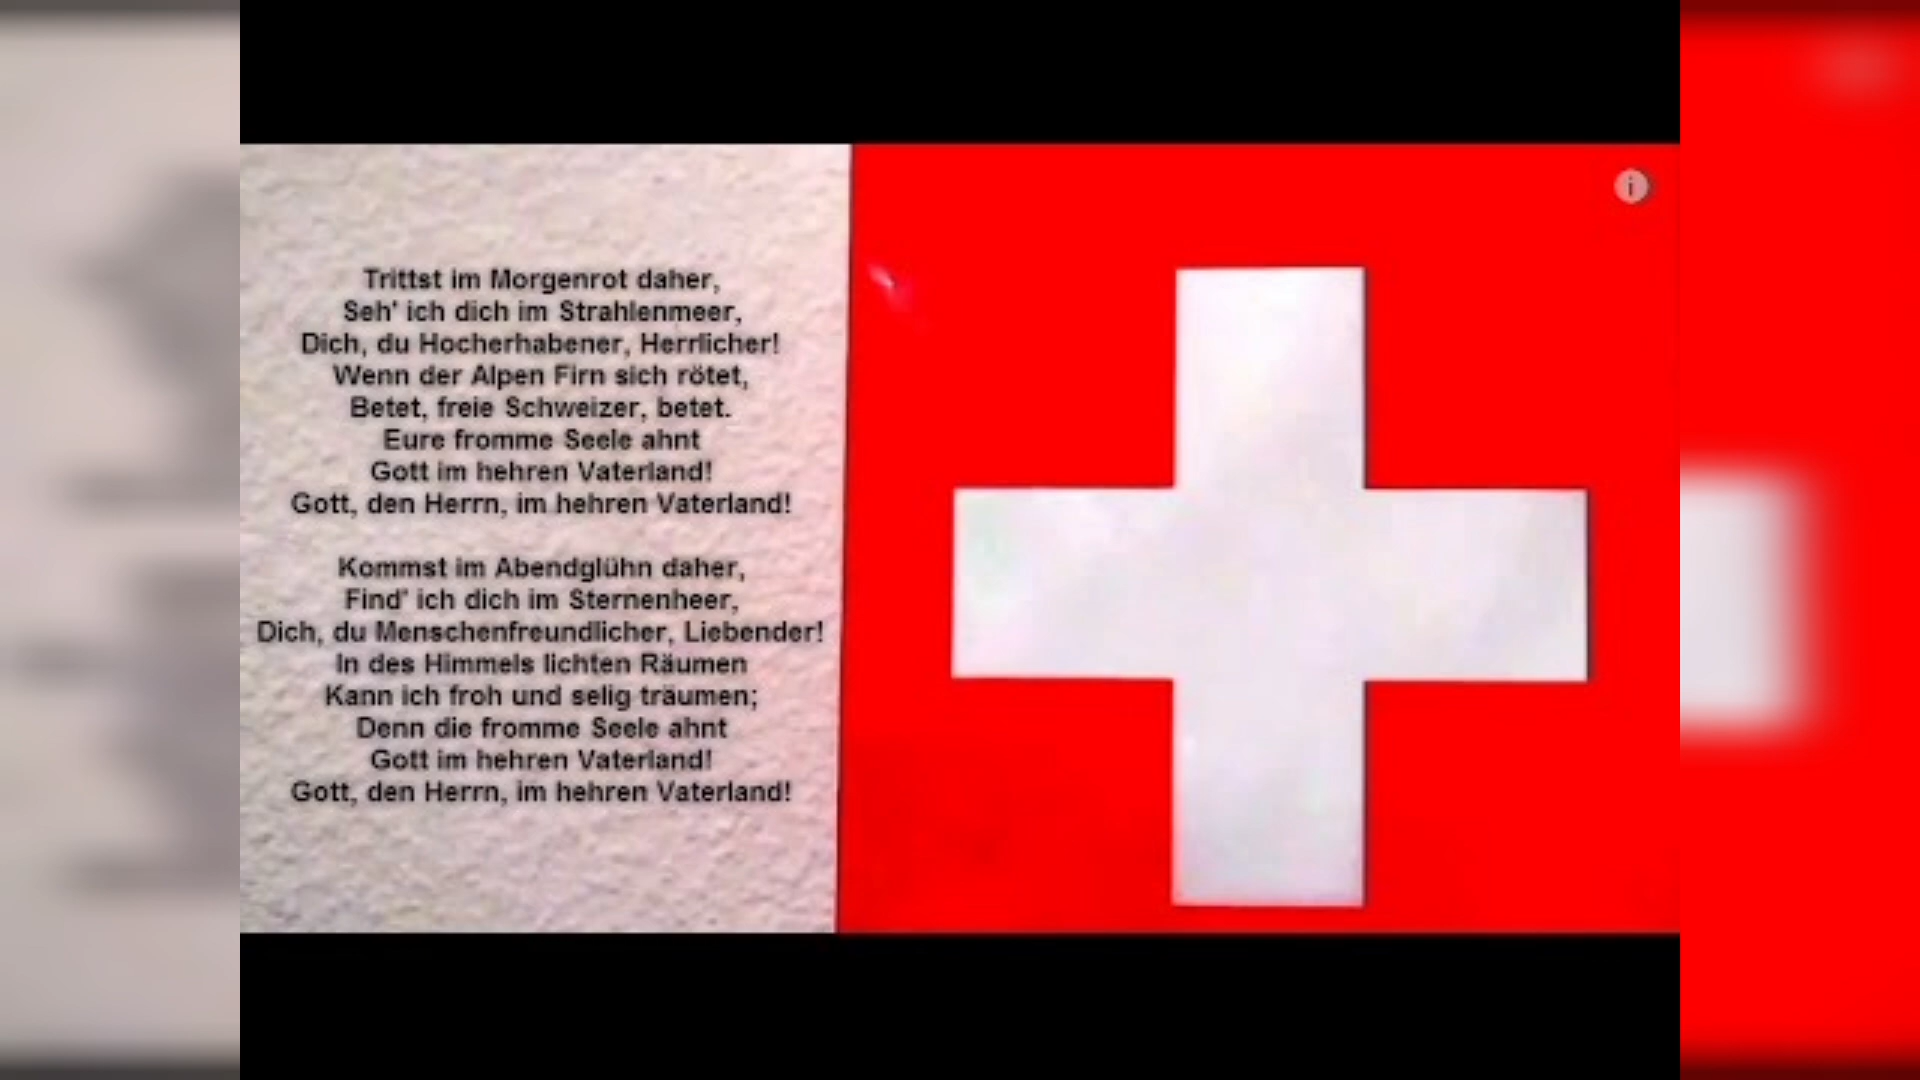 Trittst im Morgenrot daher,
Seh' ich dich im Strahlenmeer,
Dich, du Hocherhabener, Herrlicher!
Wenn der Alpen Firn sich rötet,
Betet, freie Schweizer, betet.
Eure fromme Seele ahnt
Gott im hehren Vaterland!
Gott, den Herrn, im hehren Vaterland!
Kommst im Abendglühn daher,
Find' ich dich im Sternenheer,
Dich, du Menschenfreundlicher, Liebender!
In des Himmels lichten Räumen
Kann ich froh und selig träumen;
Denn die fromme Seele ahnt
Gott im hehren Vaterland!
Gott, den Herrn, im hehren Vaterland!